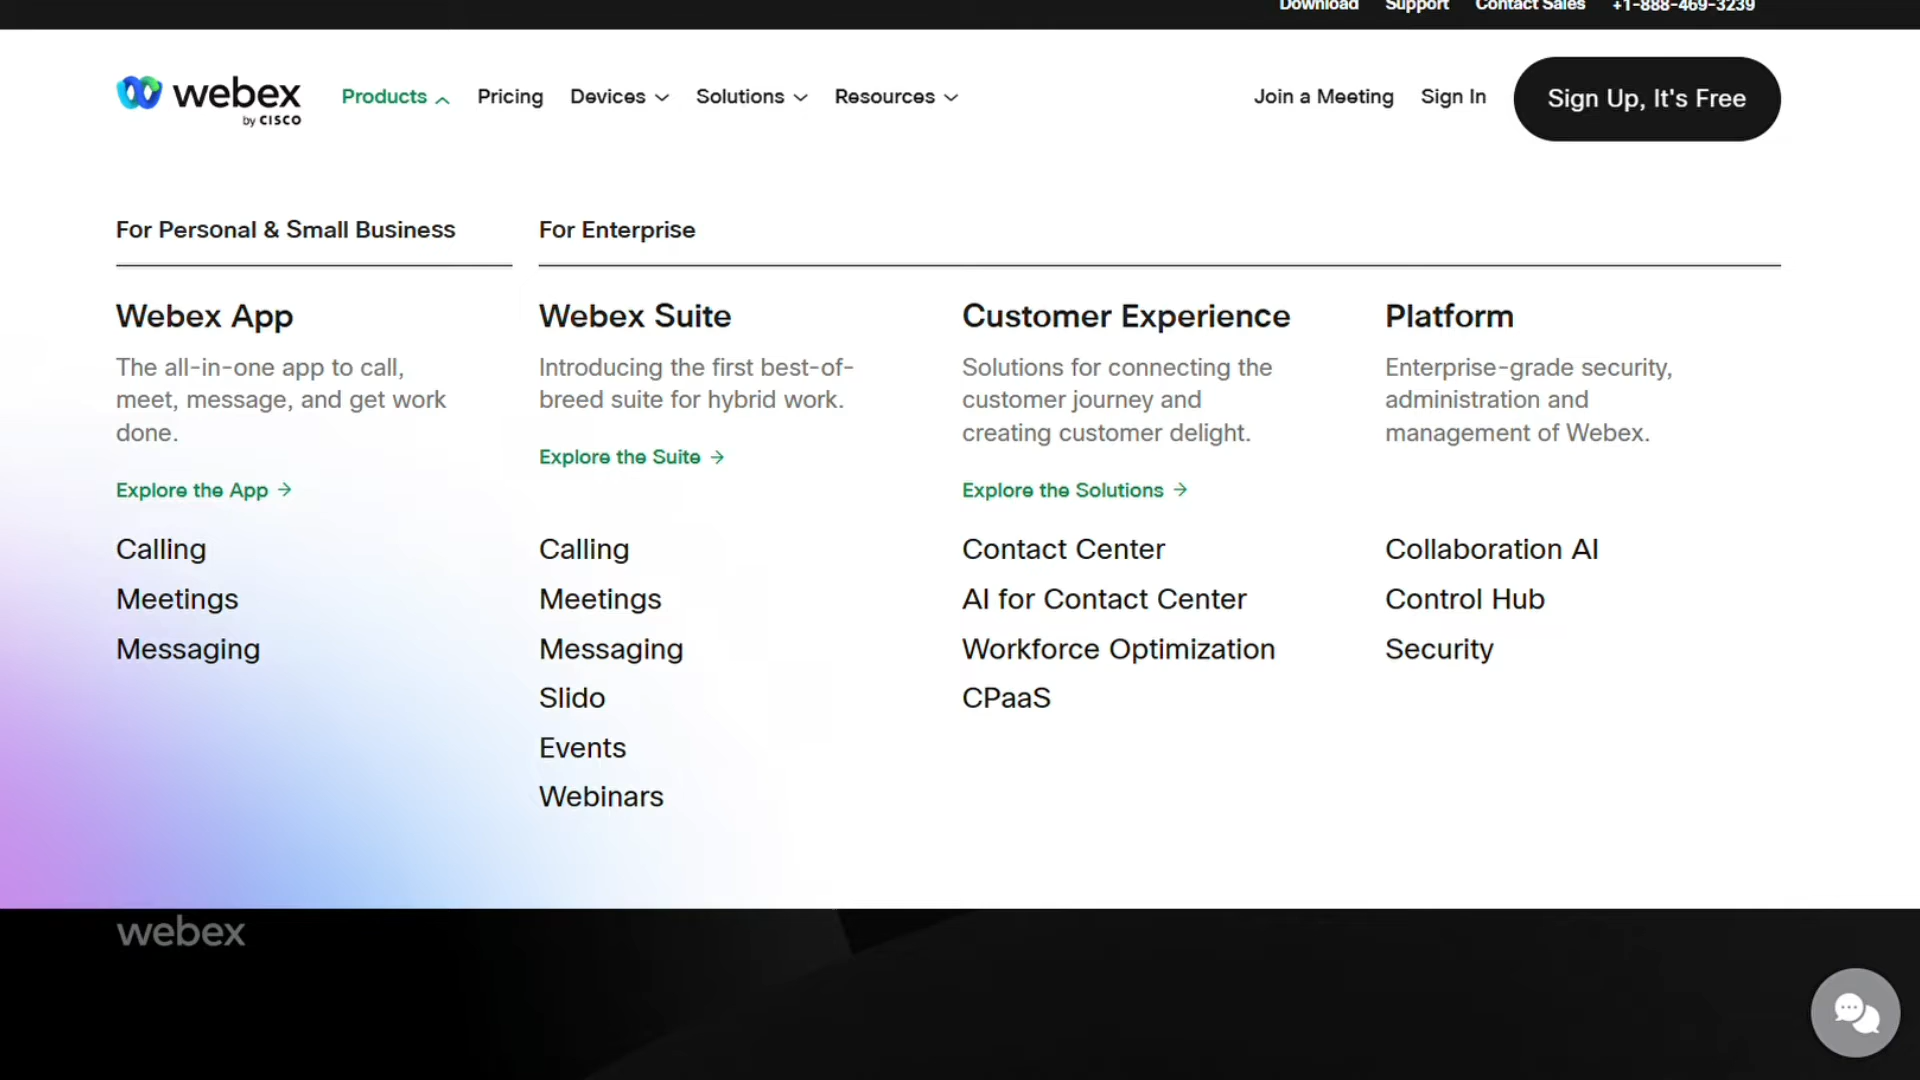 Download Support Contact Sales +1-888-469-3239
webex by CISCO
Products Pricing Devices Solutions Resources Join a Meeting Sign In Sign Up, It's Free
For Personal & Small Business
Webex App
The all-in-one app to call,
meet, message, and get work
done.
Explore the App →
Calling
Meetings
Messaging
For Enterprise
Webex Suite
Introducing the first best-of-
breed suite for hybrid work.
Explore the Suite →
Calling
Meetings
Messaging
Slido
Events
Webinars
Customer Experience
Solutions for connecting the
customer journey and
creating customer delight.
Explore the Solutions →
Contact Center
AI for Contact Center
Workforce Optimization
CPaaS
Platform
Enterprise-grade security,
administration and
management of Webex.
Collaboration AI
Control Hub
Security
webex